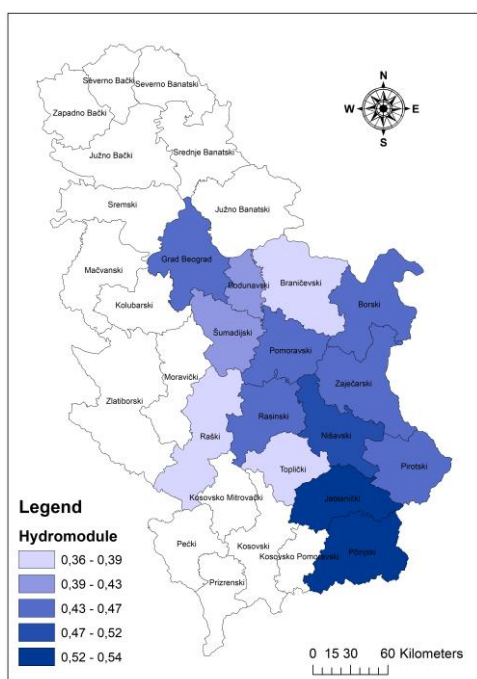 N
W E
S
Severno Bački
Severno Banatski
Zapadno Bački
Južno Bački
Srednje Banatski
Sremski
Južno Banatski
Grad Beograd
Podunavski
Braničevski
Mačvanski
Kolubarski
Borski
Šumadijski
Pomoravski
Moravički
Zaječarski
Zlatiborski
Raški
Rasinski
Nišavski
Pirotski
Toplički
Jablanički
Kosovsko Mitrovački
Pećki
Kosovski
Kosovsko Pomoravski
Pčinjski
Prizrenski
Legend
Hydromodule
0,36 - 0,39
0,39 - 0,43
0,43 - 0,47
0,47 - 0,52
0,52 - 0,54
0 15 30 60 Kilometers